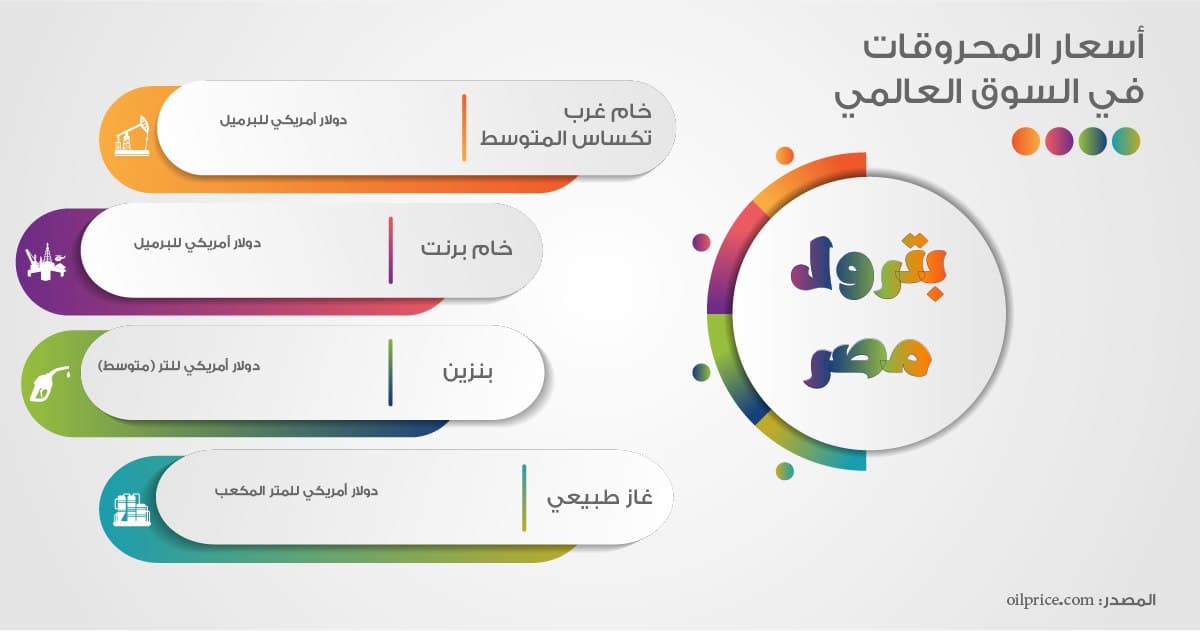 أسعار المحروقات
في السوق العالمي
بترول
مصر
خام غرب
تكساس المتوسط
دولار أمريكي للبرميل
خام برنت
دولار أمريكي للبرميل
بنزين
دولار أمريكي للتر (متوسط)
غاز طبيعي
دولار أمريكي للمتر المكعب
المصدر: oilprice.com